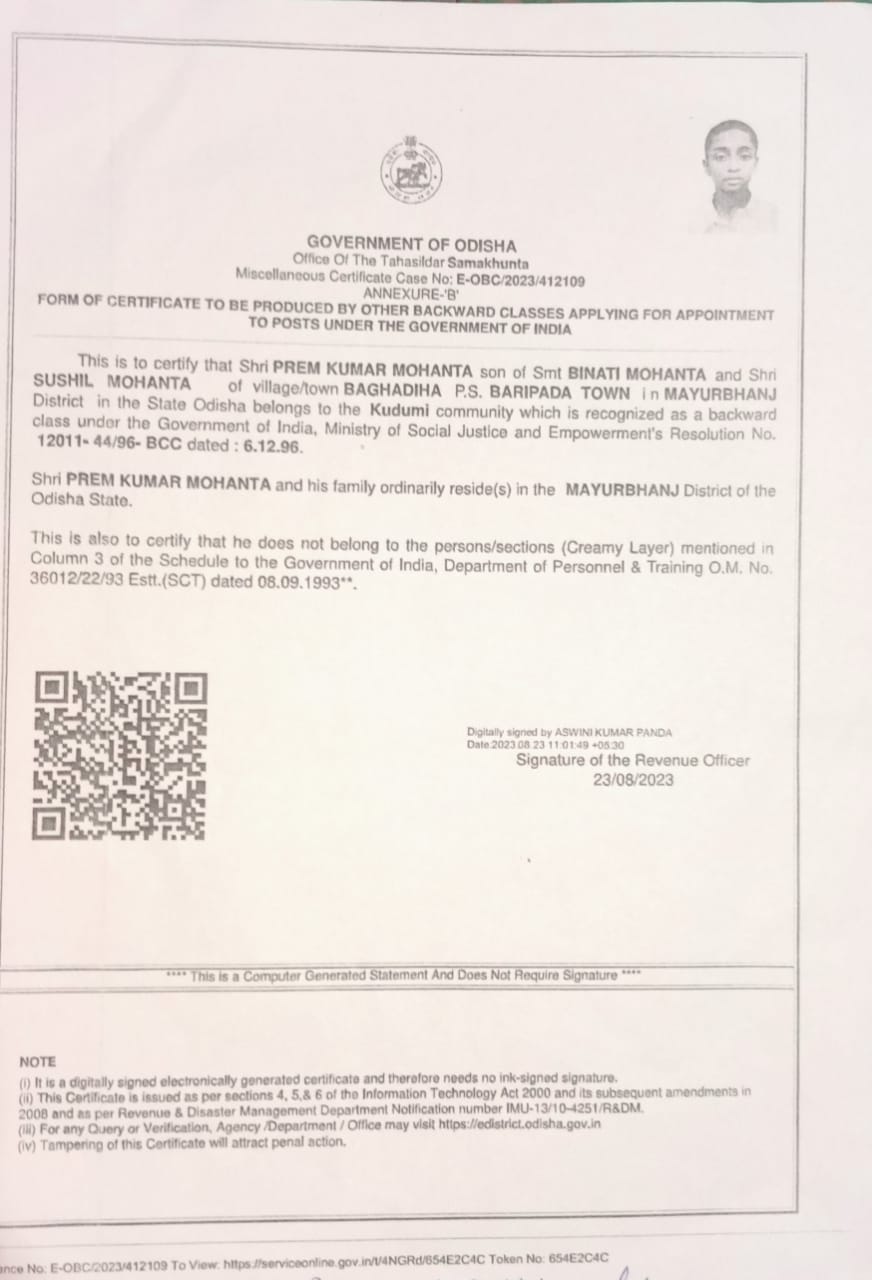 GOVERNMENT OF ODISHA
Office Of The Tahasildar Samakhunta
Miscellaneous Certificate Case No: E-OBC/2023/412109
ANNEXURE-'B'
FORM OF CERTIFICATE TO BE PRODUCED BY OTHER BACKWARD CLASSES APPLYING FOR APPOINTMENT
TO POSTS UNDER THE GOVERNMENT OF INDIA
This is to certify that Shri PREM KUMAR MOHANTA son of Smt BINATI MOHANTA and Shri
SUSHIL MOHANTA of village/town BAGHADIHA P.S. BARIPADA TOWN in MAYURBHANJ
District in the State Odisha belongs to the Kudumi community which is recognized as a backward
class under the Government of India, Ministry of Social Justice and Empowerment's Resolution No.
12011- 44/96- BCC dated : 6.12.96.
Shri PREM KUMAR MOHANTA and his family ordinarily reside(s) in the MAYURBHANJ District of the
Odisha State.
This is also to certify that he does not belong to the persons/sections (Creamy Layer) mentioned in
Column 3 of the Schedule to the Government of India, Department of Personnel & Training O.M. No.
36012/22/93 Estt.(SCT) dated 08.09.1993**.
Digitally signed by ASWINI KUMAR PANDA
Date:2023.08.23 11:01:49 +05:30
Signature of the Revenue Officer
23/08/2023
**** This is a Computer Generated Statement And Does Not Require Signature ****
NOTE
(i) It is a digitally signed electronically generated certificate and therefore needs no ink-signed signature.
(ii) This Certificate is issued as per sections 4, 5,& 6 of the Information Technology Act 2000 and its subsequent amendments in
2008 and as per Revenue & Disaster Management Department Notification number IMU-13/10-4251/R&DM.
(iii) For any Query or Verification, Agency /Department / Office may visit https://edistrict.odisha.gov.in
(iv) Tampering of this Certificate will attract penal action.
ance No: E-OBC/2023/412109 To View: https://serviceonline.gov.in/t/4NGRd/654E2C4C Token No: 654E2C4C